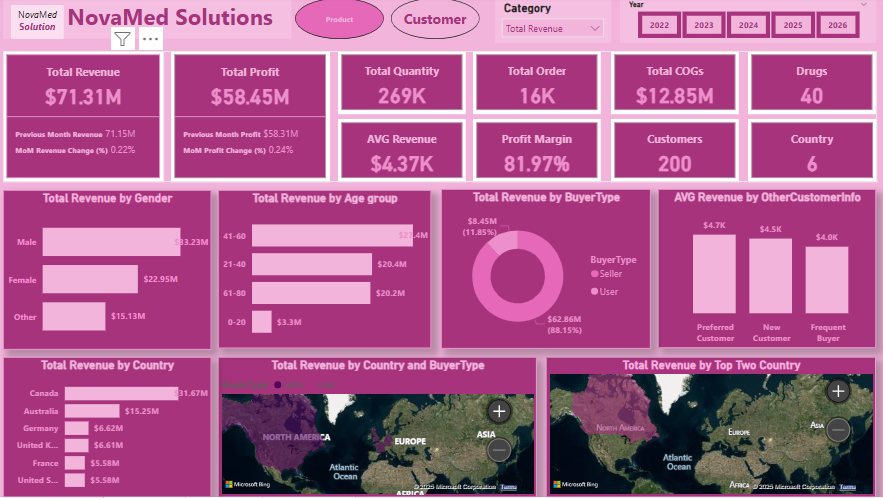 NovaMed
Solution
NovaMed Solutions
Product
Customer
Category
Total Revenue
Year
2022
2023
2024
2025
2026
Total Revenue
$71.31M
Previous Month Revenue 71.15M
MoM Revenue Change (%) 0.22%
Total Profit
$58.45M
Previous Month Profit $58.31M
MoM Profit Change (%) 0.24%
Total Quantity
269K
Total Order
16K
Total COGs
$12.85M
Drugs
40
AVG Revenue
$4.37K
Profit Margin
81.97%
Customers
200
Country
6
Total Revenue by Gender
Male
$33.23M
Female
$22.95M
Other
$15.13M
Total Revenue by Age group
41-60
21-40
$20.4M
61-80
$20.2M
0-20
$3.3M
Total Revenue by BuyerType
$8.45M
(11.85%)
$62.86M
(88.15%)
BuyerType
Seller
User
AVG Revenue by OtherCustomerInfo
$4.7K
$4.5K
$4.0K
Preferred
Customer
New
Customer
Frequent
Buyer
Total Revenue by Country
Canada
$31.67M
Australia
$15.25M
Germany
$6.62M
United K...
$6.61M
France
$5.58M
United S...
$5.58M
Total Revenue by Country and BuyerType
NORTH AMERICA
EUROPE
ASIA
Atlantic
Ocean
AFRICA
Microsoft Bing
© 2025 Microsoft Corporation Terms
Total Revenue by Top Two Country
NORTH AMERICA
EUROPE
ASIA
Atlantic
Ocean
AFRICA
Microsoft Bing
© 2025 Microsoft Corporation Terms